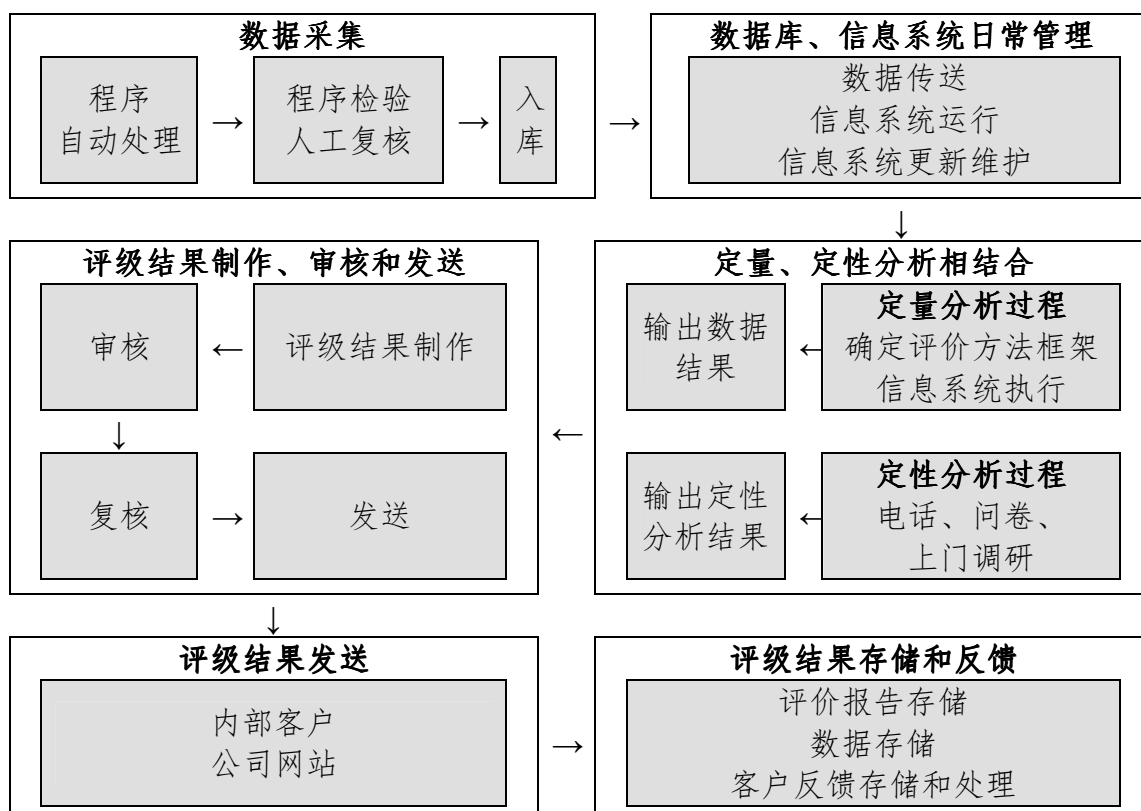 数据采集
程序
自动处理
→
程序检验
人工复核
→
入
库
→
数据库、信息系统日常管理
数据传送
信息系统运行
信息系统更新维护
↓
定量、定性分析相结合
定量分析过程
确定评价方法框架
信息系统执行
←
输出数据
结果
定性分析过程
电话、问卷、
上门调研
←
输出定性
分析结果
←
评级结果制作、审核和发送
评级结果制作
←
审核
↓
复核
→
发送
↓
评级结果发送
内部客户
公司网站
→
评级结果存储和反馈
评价报告存储
数据存储
客户反馈存储和处理